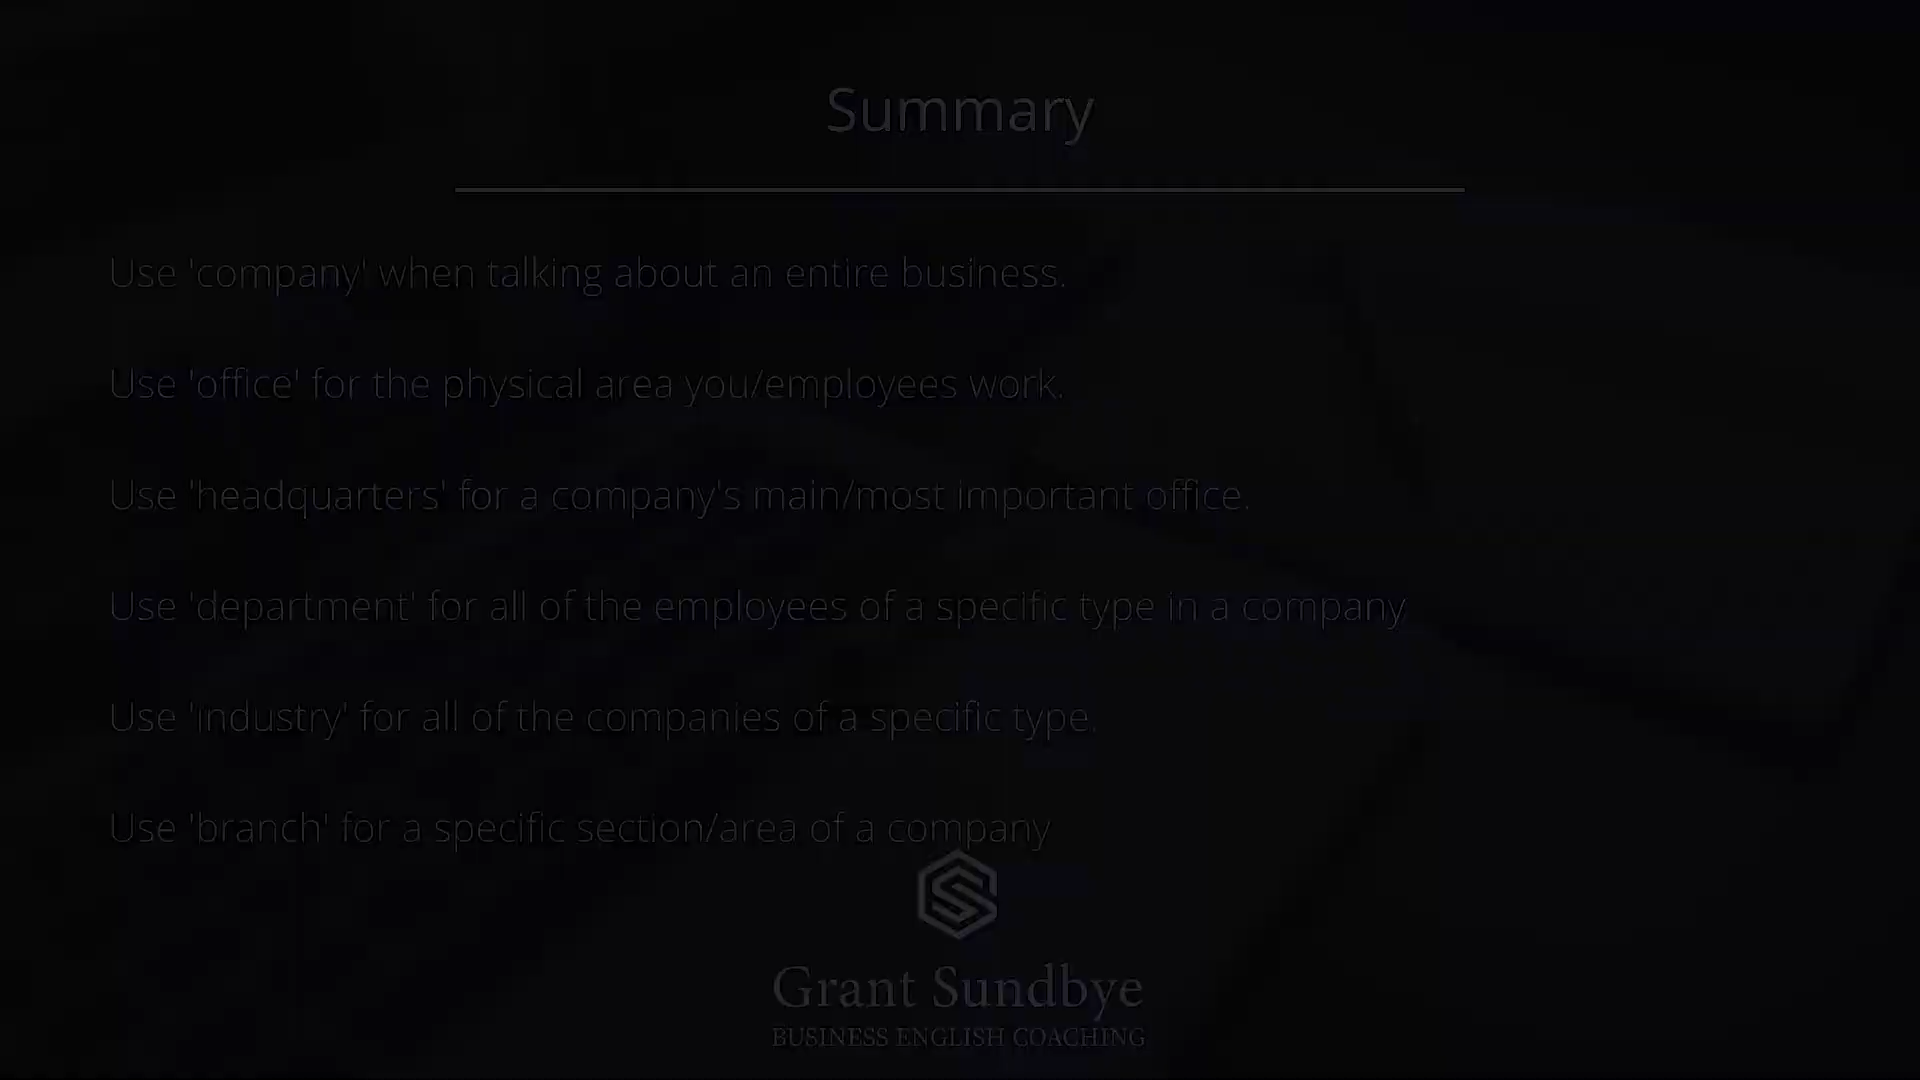 Summary
Use 'company' when talking about an entire business.
Use 'office' for the physical area you/employees work.
Use 'headquarters' for a company's main/most important office.
Use 'department' for all of the employees of a specific type in a company
Use 'industry' for all of the companies of a specific type.
Use 'branch' for a specific section/area of a company
Grant Sundbye
BUSINESS ENGLISH COACHING